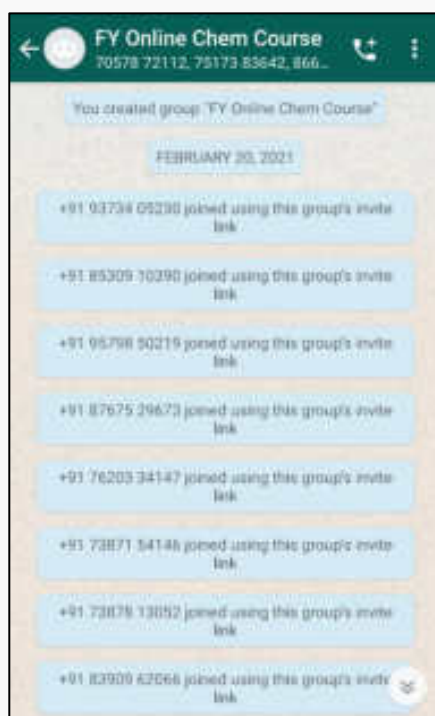 FY Online Chem Course
70578 72112, 75173 83642, 866...
You created group "FY Online Chem Course"
FEBRUARY 20, 2021
+91 93734 05230 joined using this group's invite
link
+91 85309 10390 joined using this group's invite
link
+91 95798 50219 joined using this group's invite
link
+91 87675 29673 joined using this group's invite
link
+91 76203 34147 joined using this group's invite
link
+91 73871 54146 joined using this group's invite
link
+91 73878 13052 joined using this group's invite
link
+91 83909 62066 joined using this group's invite
link